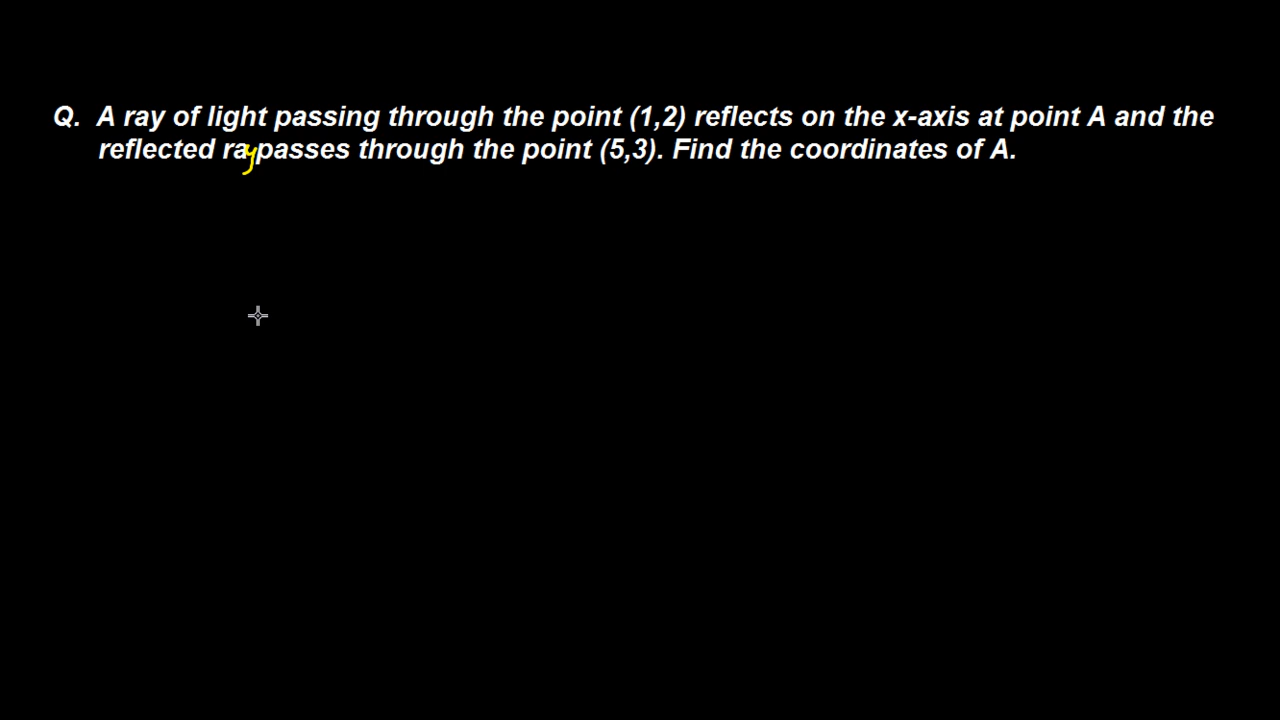 Q. A ray of light passing through the point (1,2) reflects on the x-axis at point A and the
reflected ray passes through the point (5,3). Find the coordinates of A.